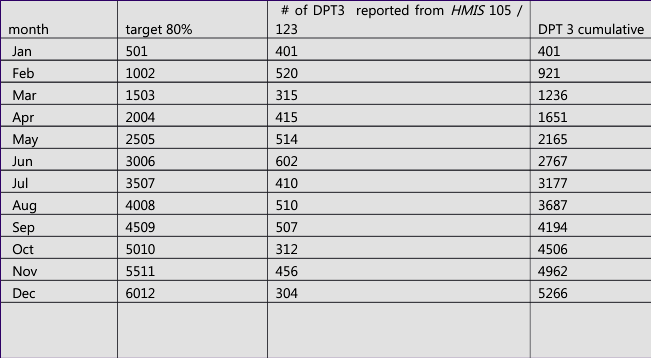 # of DPT3 reported from HMIS 105 /
month target 80% 123 DPT 3 cumulative
Jan 501 401 401
Feb 1002 520 921
Mar 1503 315 1236
Apr 2004 415 1651
May 2505 514 2165
Jun 3006 602 2767
Jul 3507 410 3177
Aug 4008 510 3687
Sep 4509 507 4194
Oct 5010 312 4506
Nov 5511 456 4962
Dec 6012 304 5266